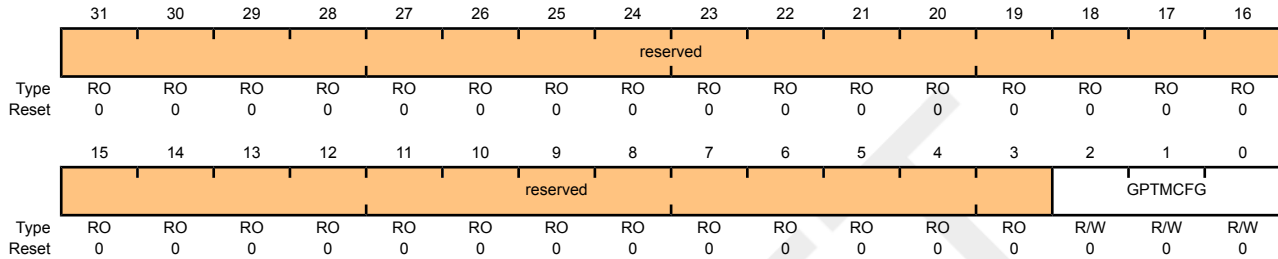 31 30 29 28 27 26 25 24 23 22 21 20 19 18 17 16
reserved
Type RO RO RO RO RO RO RO RO RO RO RO RO RO RO RO RO
Reset 0 0 0 0 0 0 0 0 0 0 0 0 0 0 0 0
15 14 13 12 11 10 9 8 7 6 5 4 3 2 1 0
reserved GPTMCFG
Type RO RO RO RO RO RO RO RO RO RO RO RO RO R/W R/W R/W
Reset 0 0 0 0 0 0 0 0 0 0 0 0 0 0 0 0